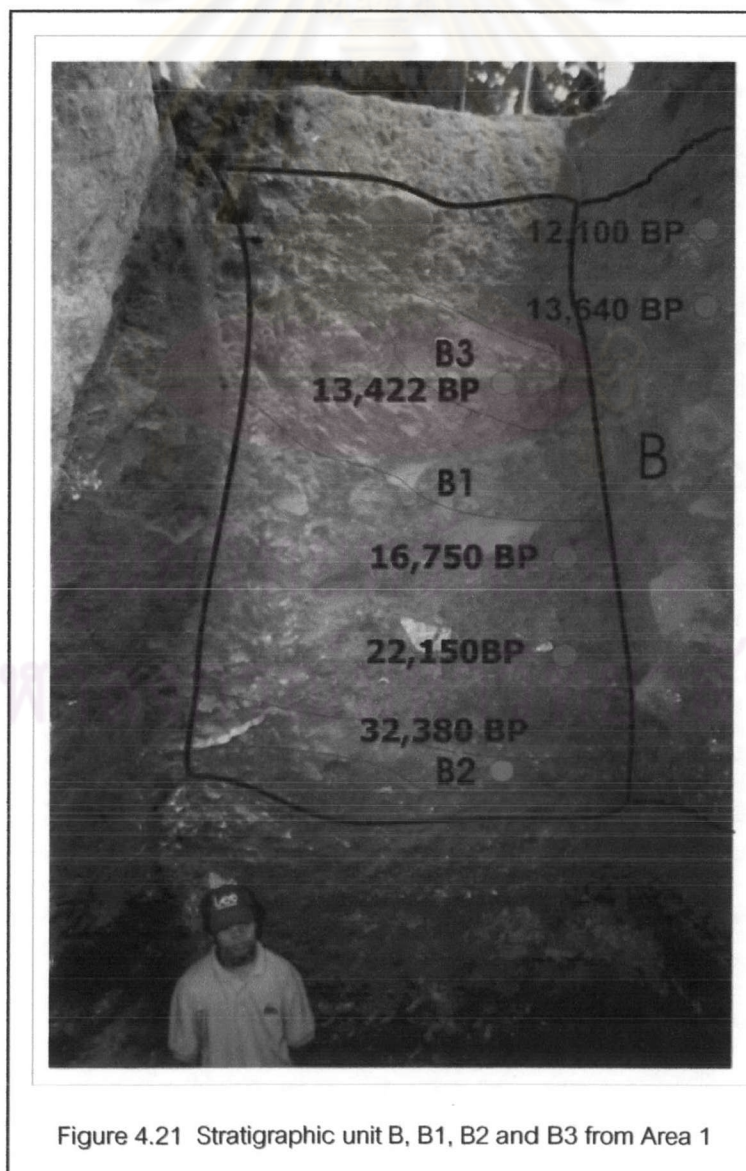 12,100 BP
13,640 BP
B3
13,422 BP
B
B1
16,750 BP
22,150BP
32,380 BP
B2
Figure 4.21 Stratigraphic unit B, B1, B2 and B3 from Area 1